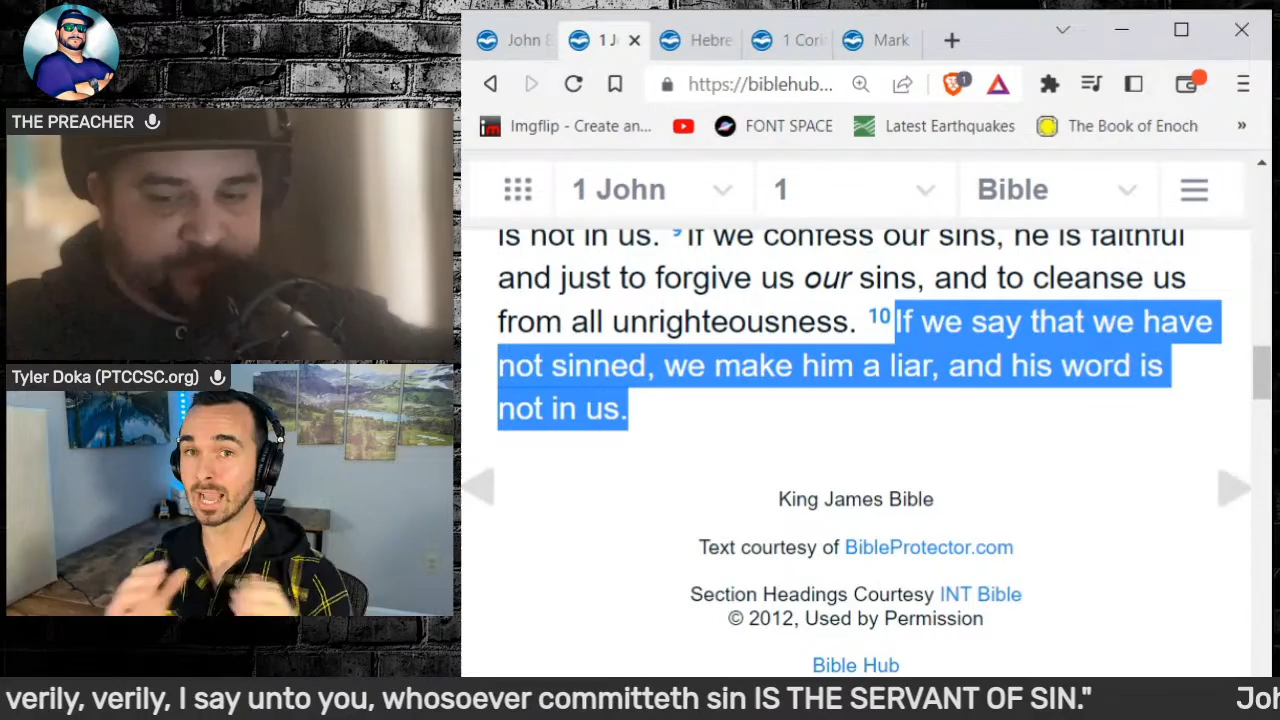 THE PREACHER
Tyler Doka (PTCCSC.org)
John
1 J
Hebre
1 Cori
Mark
https://biblehub...
1
Imgflip - Create an...
FONT SPACE
Latest Earthquakes
The Book of Enoch
»
1 John
1
Bible
is not in us. 9 If we confess our sins, he is faithful
and just to forgive us our sins, and to cleanse us
from all unrighteousness. 10 If we say that we have
not sinned, we make him a liar, and his word is
not in us.
King James Bible
Text courtesy of BibleProtector.com
Section Headings Courtesy INT Bible
© 2012, Used by Permission
Bible Hub
verily, verily, I say unto you, whosoever committeth sin IS THE SERVANT OF SIN." Joh